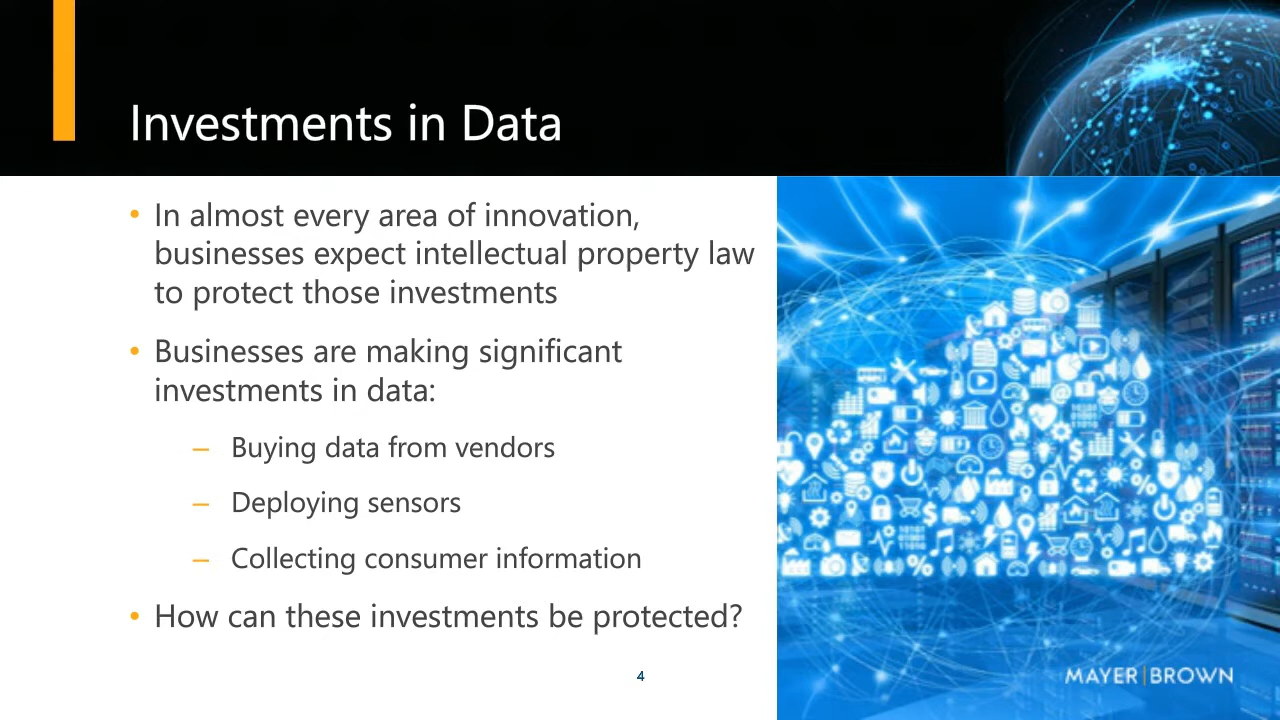 Investments in Data
• In almost every area of innovation,
businesses expect intellectual property law
to protect those investments
• Businesses are making significant
investments in data:
– Buying data from vendors
– Deploying sensors
– Collecting consumer information
• How can these investments be protected?
4
MAYER|BROWN